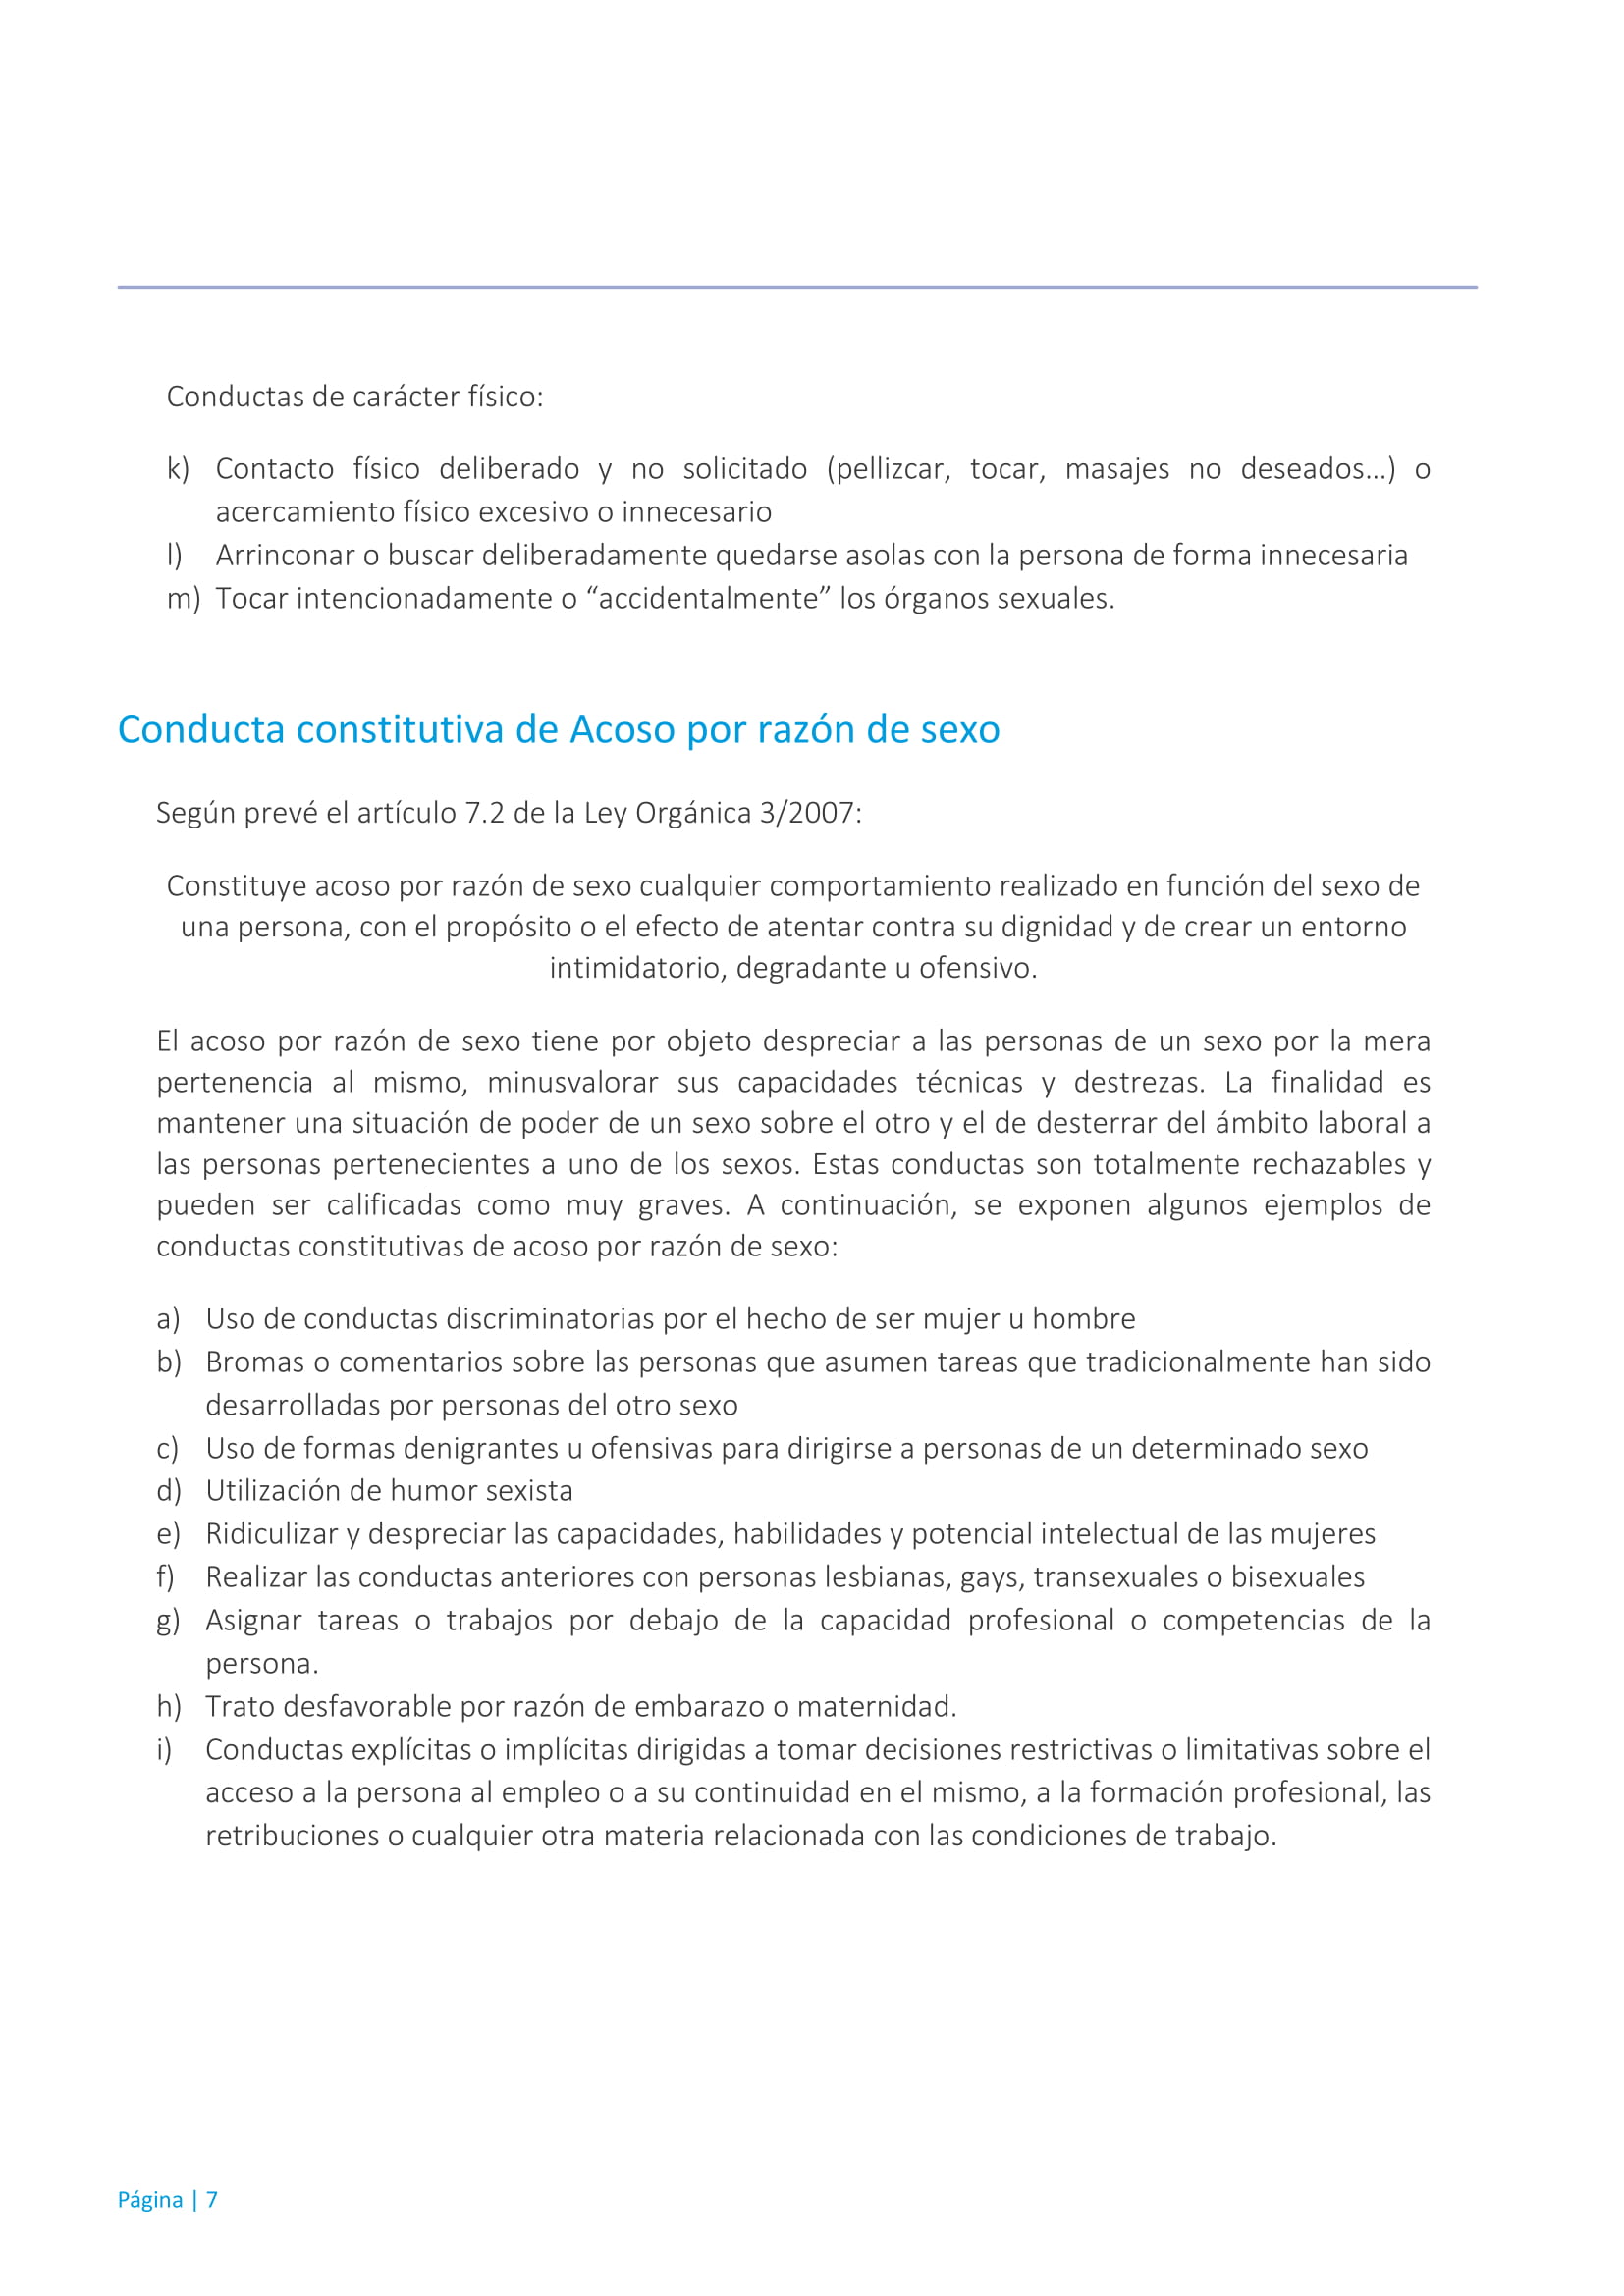 Conductas de carácter físico:
k) Contacto físico deliberado y no solicitado (pellizcar, tocar, masajes no deseados...) o
acercamiento físico excesivo o innecesario
l) Arrinconar o buscar deliberadamente quedarse asolas con la persona de forma innecesaria
m) Tocar intencionadamente o “accidentalmente” los órganos sexuales.
Conducta constitutiva de Acoso por razón de sexo
Según prevé el artículo 7.2 de la Ley Orgánica 3/2007:
Constituye acoso por razón de sexo cualquier comportamiento realizado en función del sexo de
una persona, con el propósito o el efecto de atentar contra su dignidad y de crear un entorno
intimidatorio, degradante u ofensivo.
El acoso por razón de sexo tiene por objeto despreciar a las personas de un sexo por la mera
pertenencia al mismo, minusvalorar sus capacidades técnicas y destrezas. La finalidad es
mantener una situación de poder de un sexo sobre el otro y el de desterrar del ámbito laboral a
las personas pertenecientes a uno de los sexos. Estas conductas son totalmente rechazables y
pueden ser calificadas como muy graves. A continuación, se exponen algunos ejemplos de
conductas constitutivas de acoso por razón de sexo:
a) Uso de conductas discriminatorias por el hecho de ser mujer u hombre
b) Bromas o comentarios sobre las personas que asumen tareas que tradicionalmente han sido
desarrolladas por personas del otro sexo
c) Uso de formas denigrantes u ofensivas para dirigirse a personas de un determinado sexo
d) Utilización de humor sexista
e) Ridiculizar y despreciar las capacidades, habilidades y potencial intelectual de las mujeres
f) Realizar las conductas anteriores con personas lesbianas, gays, transexuales o bisexuales
g) Asignar tareas o trabajos por debajo de la capacidad profesional o competencias de la
persona.
h) Trato desfavorable por razón de embarazo o maternidad.
i) Conductas explícitas o implícitas dirigidas a tomar decisiones restrictivas o limitativas sobre el
acceso a la persona al empleo o a su continuidad en el mismo, a la formación profesional, las
retribuciones o cualquier otra materia relacionada con las condiciones de trabajo.
Página | 7